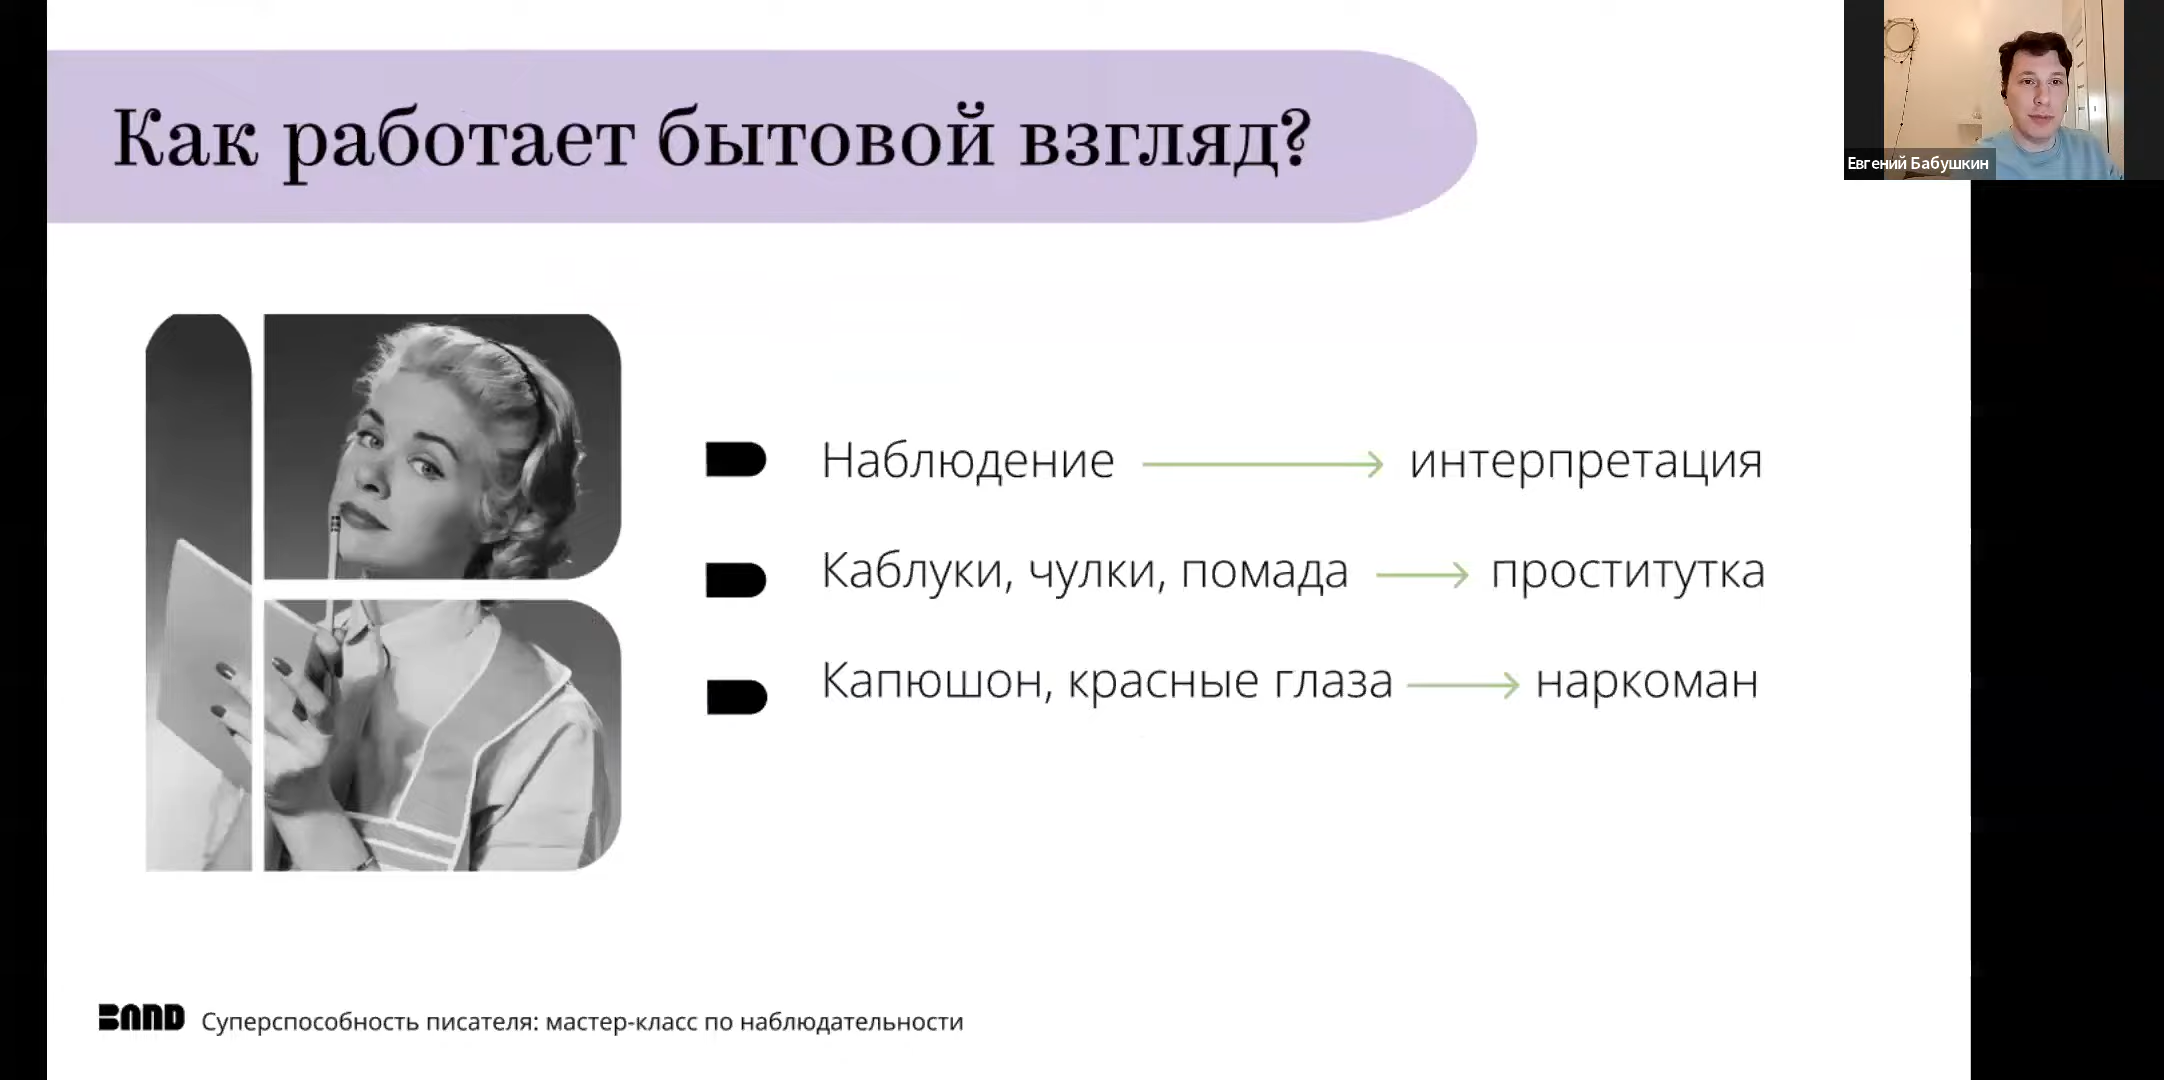 Как работает бытовой взгляд?
Евгений Бабушкин
Наблюдение → интерпретация
Каблуки, чулки, помада → проститутка
Капюшон, красные глаза → наркоман
BAND Суперспособность писателя: мастер-класс по наблюдательности